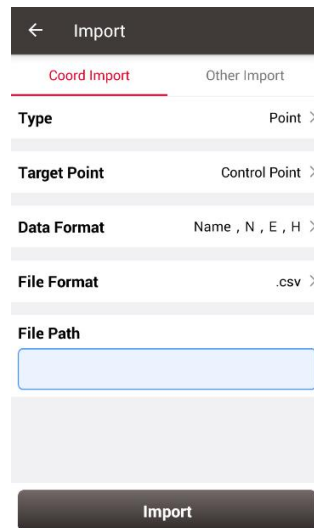 Import
Coord Import Other Import
Type Point
Target Point Control Point
Data Format Name , N , E , H
File Format .csv
File Path
Import